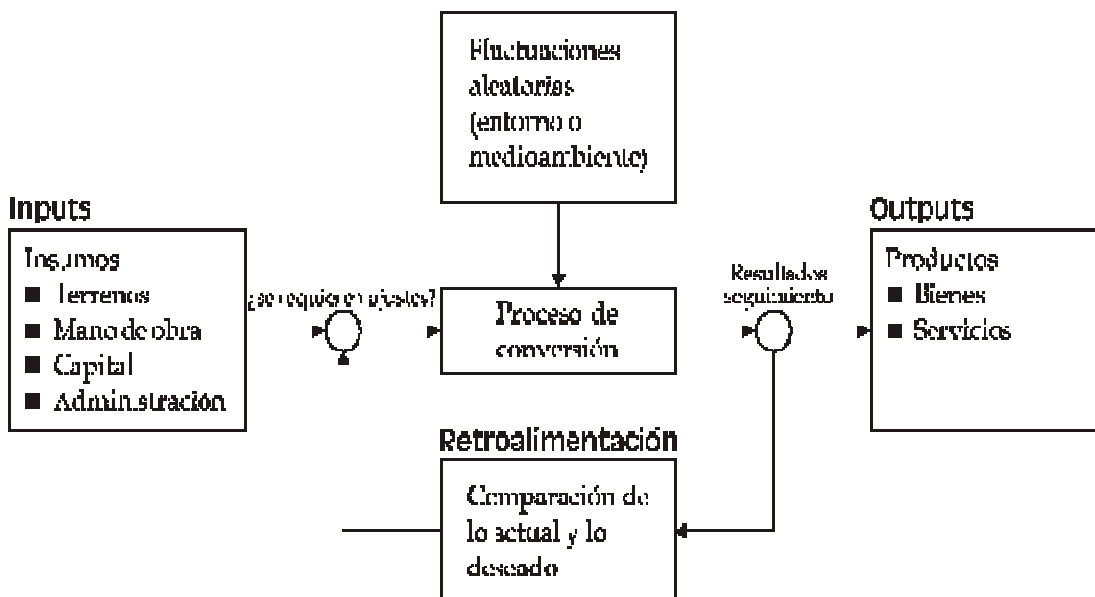 Fluctuaciones
aleatorias
(entorno o
medioambiente)
Inputs
Insumos
■ Terrenos
■ Mano de obra
■ Capital
■ Administración
¿se requieren ajustes?
Proceso de
conversión
Resultados
seguimiento
Outputs
Productos
■ Bienes
■ Servicios
Retroalimentación
Comparación de
lo actual y lo
deseado